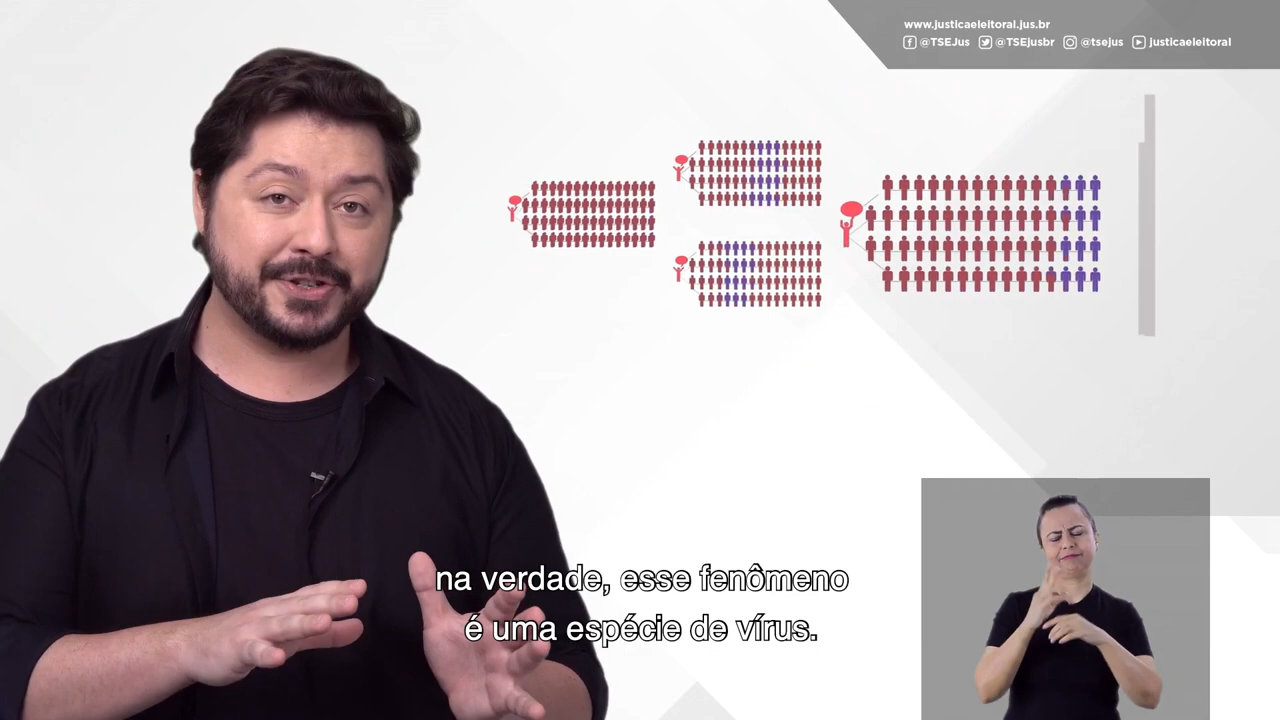 www.justicaeleitoral.jus.br
@TSEJus @TSEjusbr @tsejus justicaeleitoral
na verdade, esse fenômeno
é uma espécie de vírus.